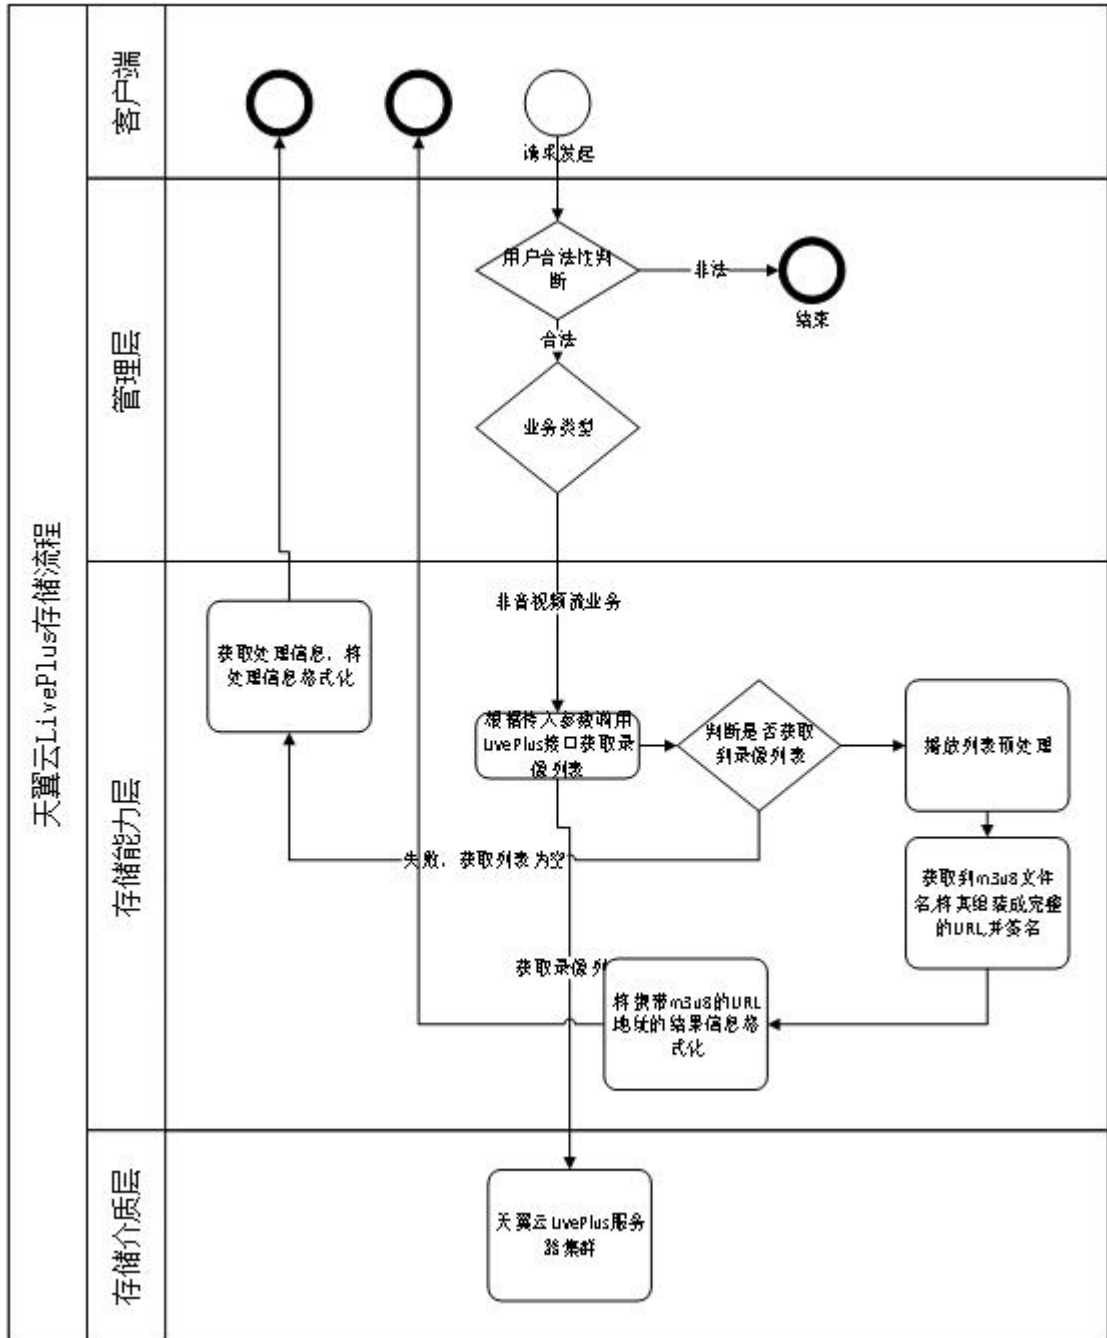 天翼云LivePlus存储流程
客户端
请求发起
管理层
用户合法性判
断
非法
结束
合法
业务类型
存储能力层
非音视频流业务
获取处理信息，将
处理信息格式化
根据传入参数调用
LivePlus接口获取录
像列表
判断是否获取
到录像列表
播放列表预处理
失败，获取列表为空
获取到m3u8文件
名,将其组装成完整
的URL,并签名
获取录像列
将携带m3u8的URL
地址的结果信息格
式化
存储介质层
天翼云LivePlus服务
器集群